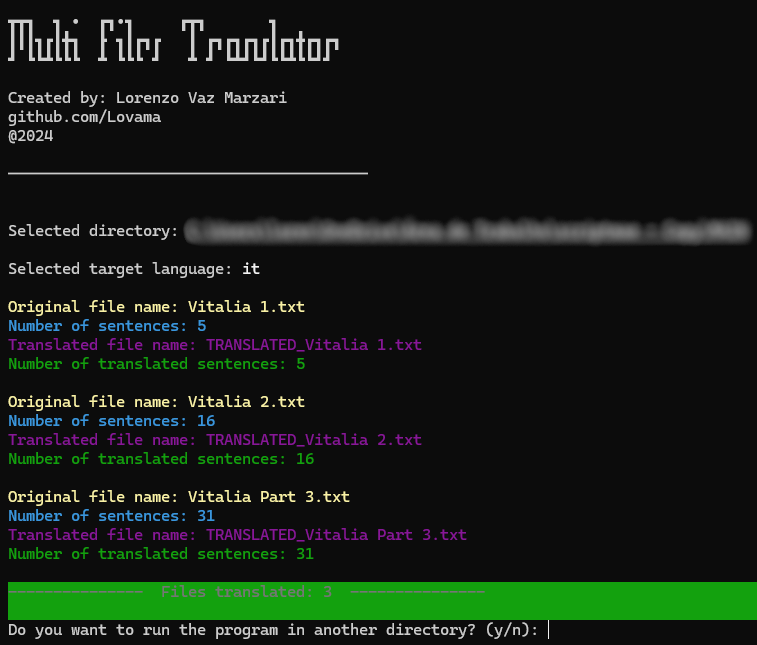 Multi Files Translator
Created by: Lorenzo Vaz Marzari
github.com/Lovama
@2024
Selected directory:
Selected target language: it
Original file name: Vitalia 1.txt
Number of sentences: 5
Translated file name: TRANSLATED_Vitalia 1.txt
Number of translated sentences: 5
Original file name: Vitalia 2.txt
Number of sentences: 16
Translated file name: TRANSLATED_Vitalia 2.txt
Number of translated sentences: 16
Original file name: Vitalia Part 3.txt
Number of sentences: 31
Translated file name: TRANSLATED_Vitalia Part 3.txt
Number of translated sentences: 31
Files translated: 3
Do you want to run the program in another directory? (y/n):